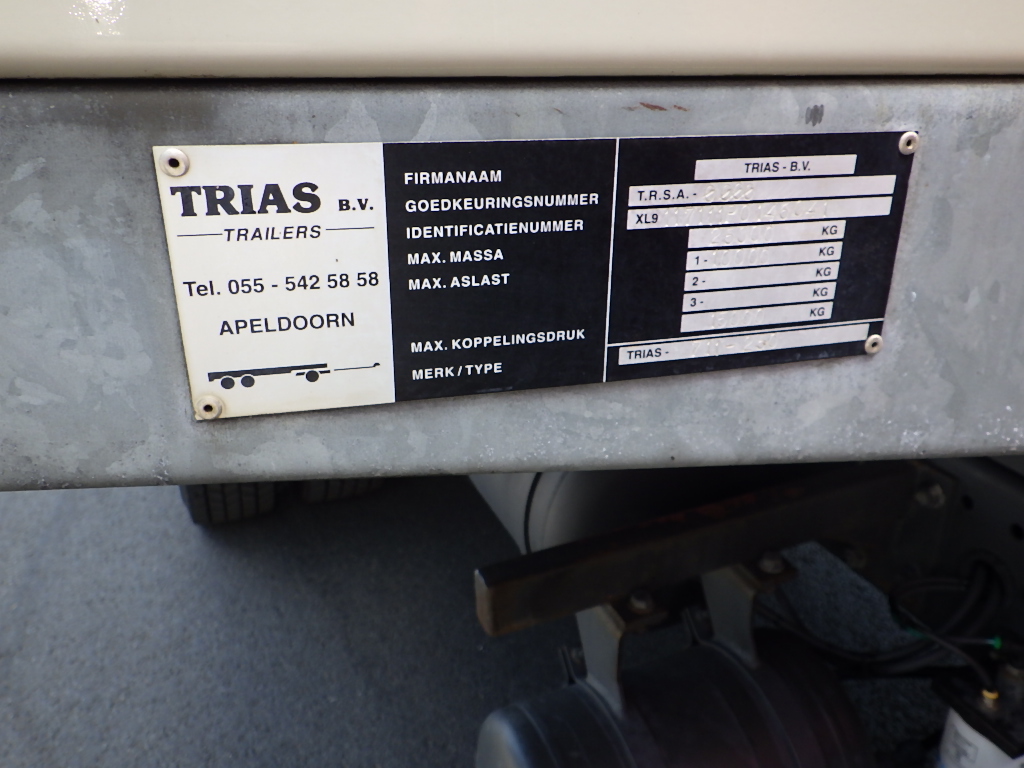 TRIAS B.V.
TRAILERS
Tel. 055 - 542 58 58
APELDOORN
FIRMANAAM
GOEDKEURINGSNUMMER
IDENTIFICATIENUMMER
MAX. MASSA
MAX. ASLAST
MAX. KOPPELINGSDRUK
MERK/TYPE
TRIAS - B.V.
T.R.S.A. -
XL9
KG
1 - KG
2 - KG
3 - KG
KG
TRIAS -